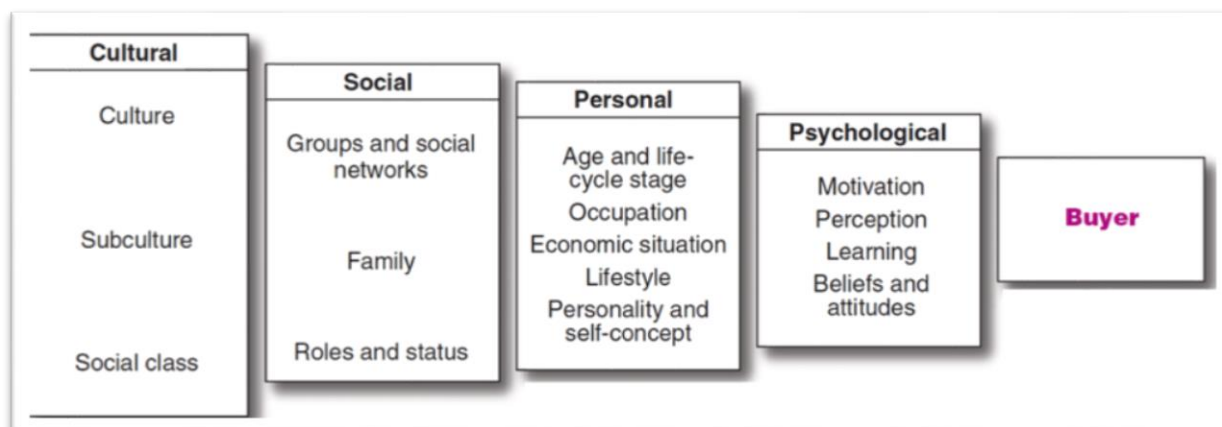 Cultural
Culture
Subculture
Social class
Social
Groups and social
networks
Family
Roles and status
Personal
Age and life-
cycle stage
Occupation
Economic situation
Lifestyle
Personality and
self-concept
Psychological
Motivation
Perception
Learning
Beliefs and
attitudes
Buyer